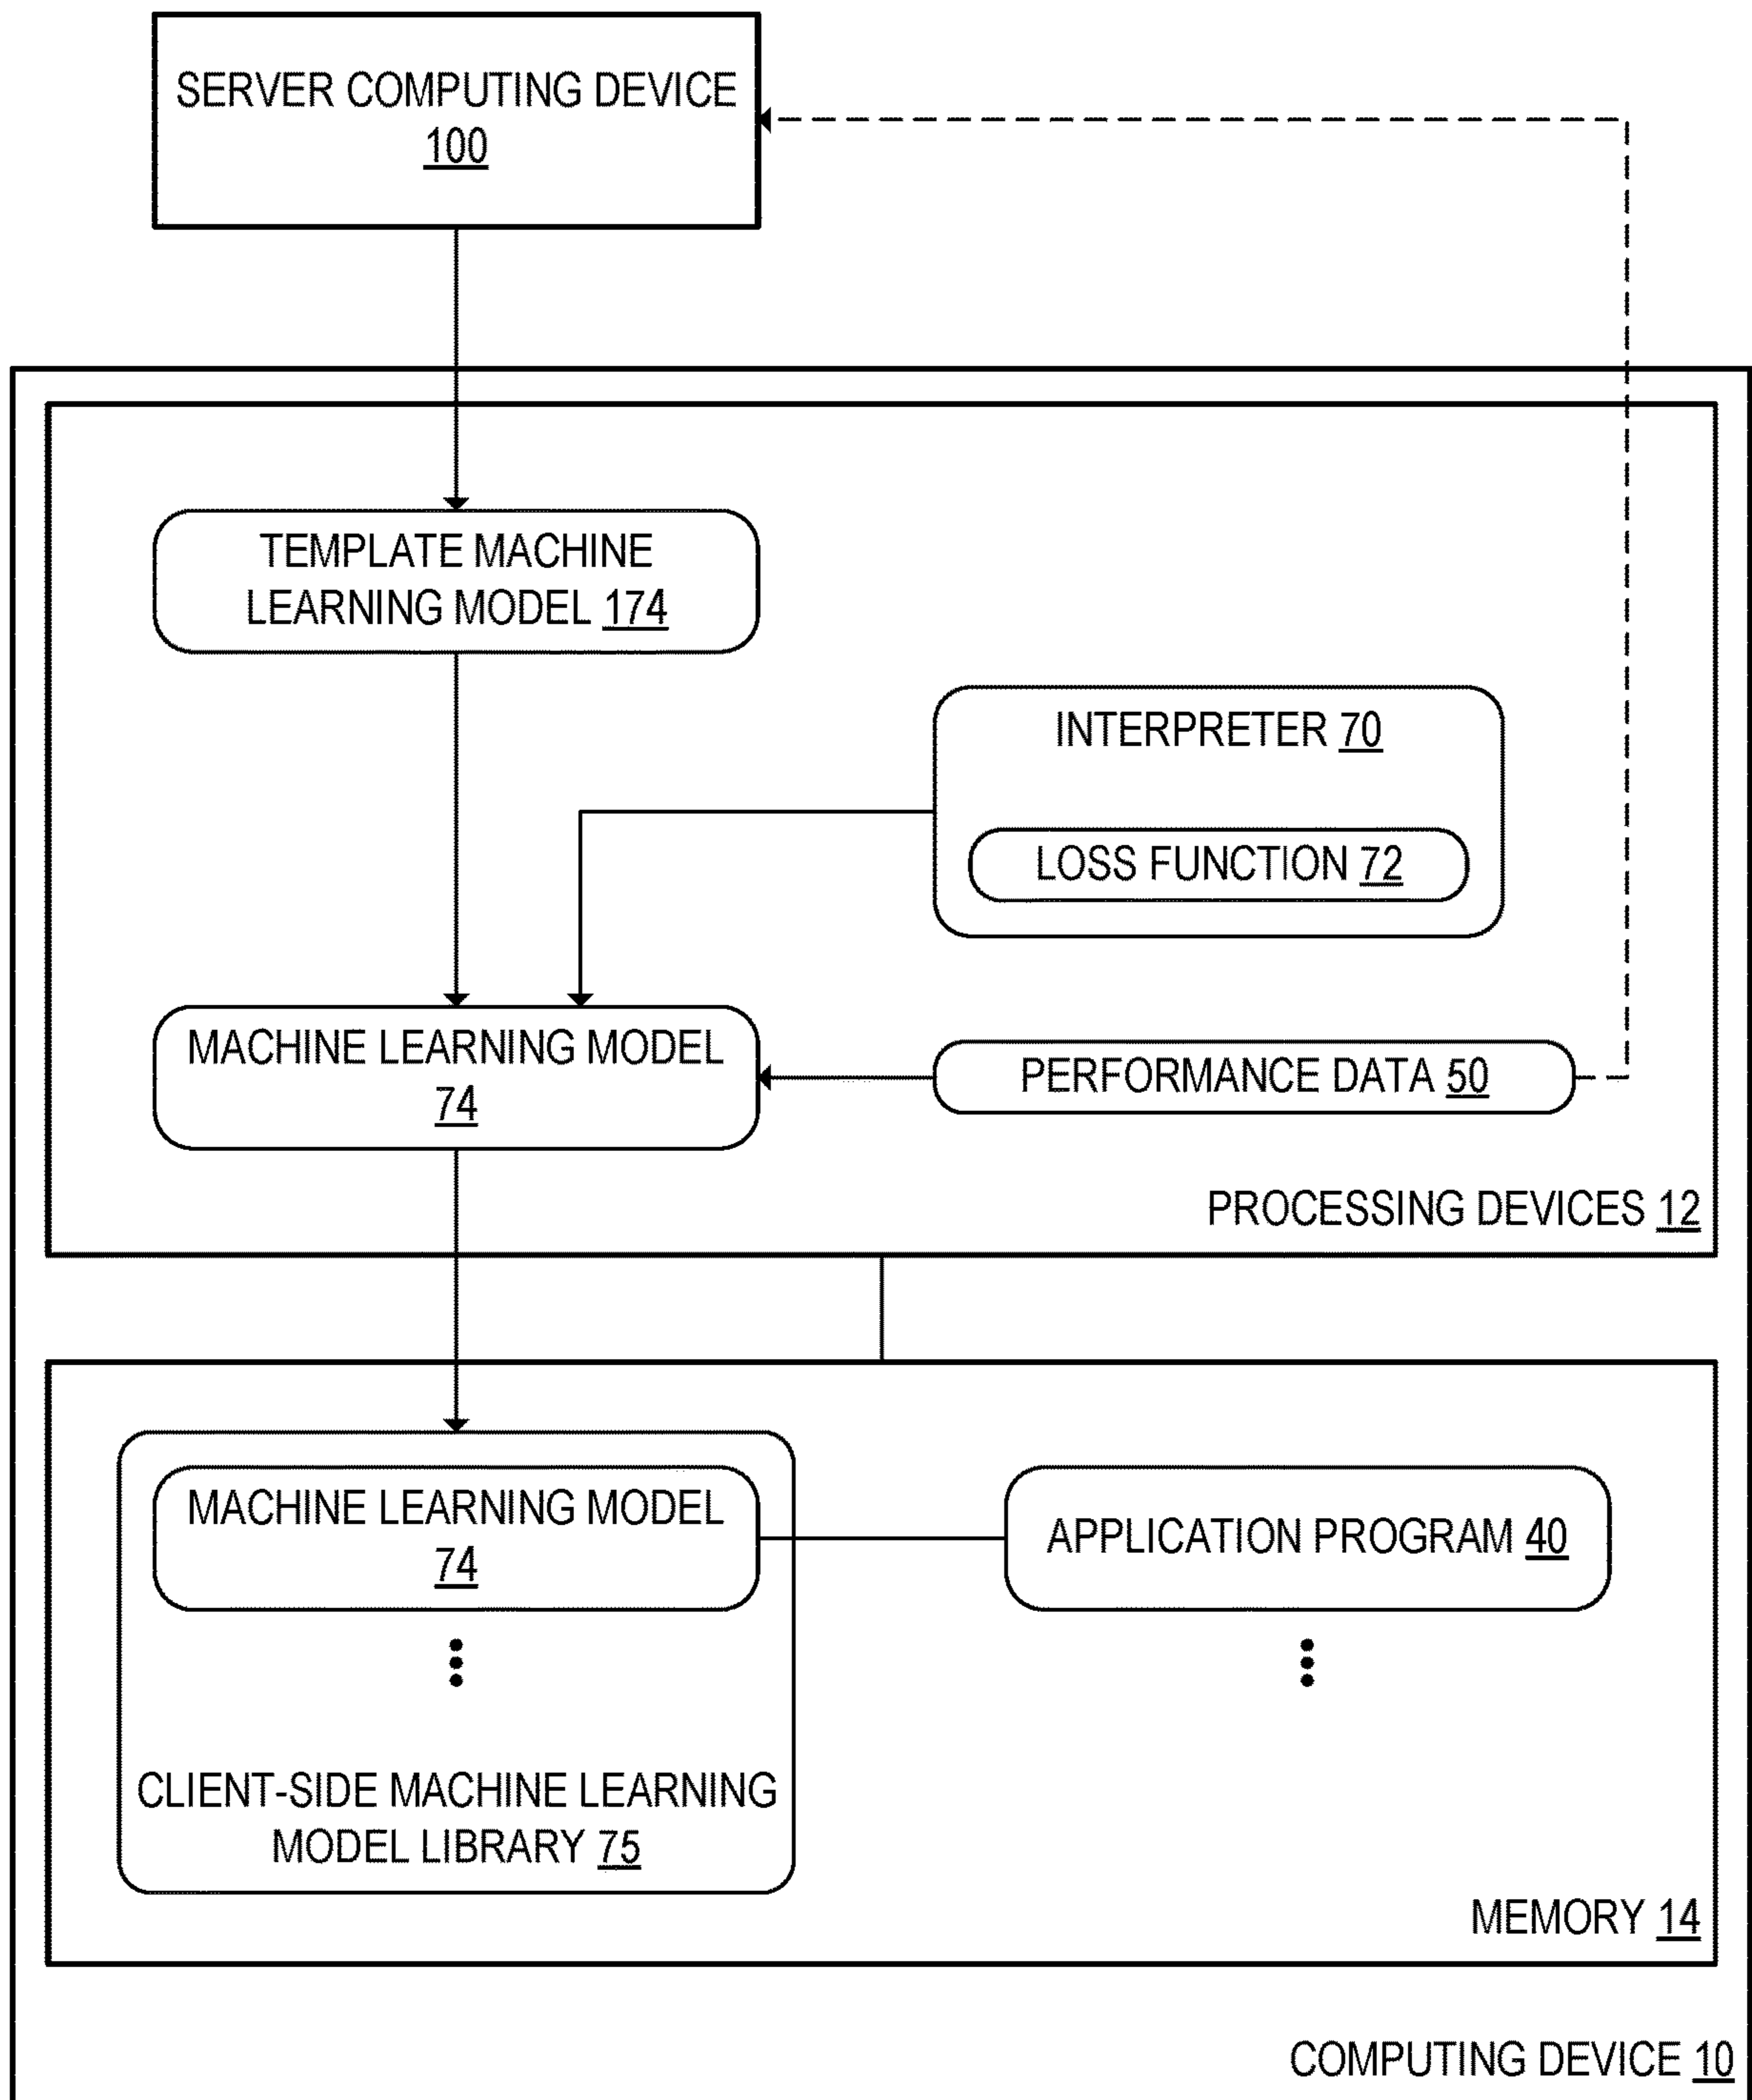 SERVER COMPUTING DEVICE
100
TEMPLATE MACHINE
LEARNING MODEL 174
INTERPRETER 70
LOSS FUNCTION 72
MACHINE LEARNING MODEL
74
PERFORMANCE DATA 50
PROCESSING DEVICES 12
MACHINE LEARNING MODEL
74
APPLICATION PROGRAM 40
CLIENT-SIDE MACHINE LEARNING
MODEL LIBRARY 75
MEMORY 14
COMPUTING DEVICE 10